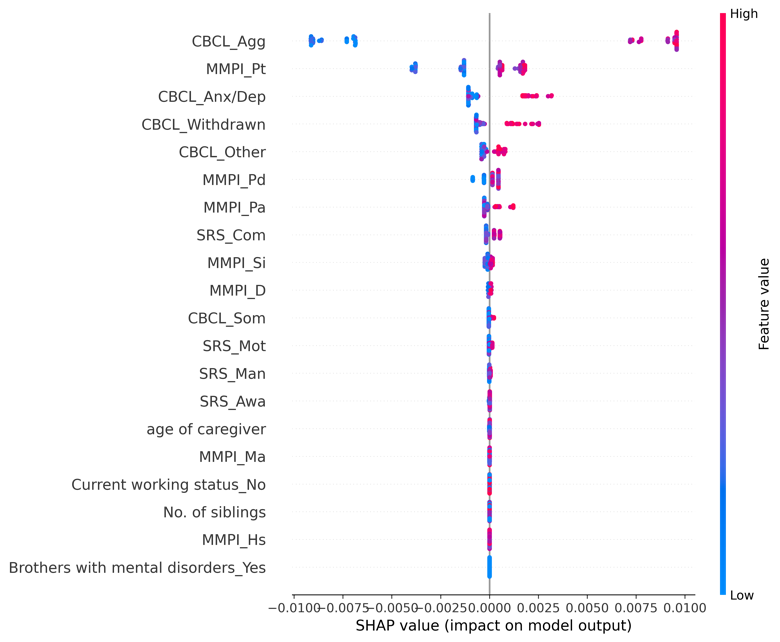 High
CBCL_Agg
MMPI_Pt
CBCL_Anx/Dep
CBCL_Withdrawn
CBCL_Other
MMPI_Pd
MMPI_Pa
SRS_Com
MMPI_Si
MMPI_D
CBCL_Som
SRS_Mot
SRS_Man
SRS_Awa
age of caregiver
MMPI_Ma
Current working status_No
No. of siblings
MMPI_Hs
Brothers with mental disorders_Yes
Feature value
Low
−0.0100 −0.0075 −0.0050 −0.0025 0.0000 0.0025 0.0050 0.0075 0.0100
SHAP value (impact on model output)